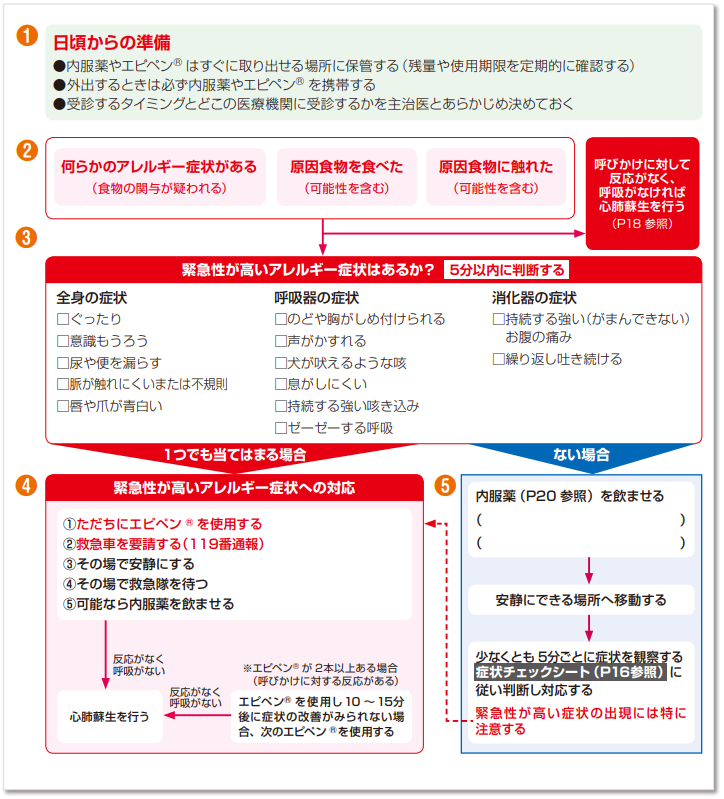 1
日頃からの準備
●内服薬やエピペン®はすぐに取り出せる場所に保管する(残量や使用期限を定期的に確認する)
●外出するときは必ず内服薬やエピペン®を携帯する
●受診するタイミングとどこの医療機関に受診するかを主治医とあらかじめ決めておく
2
何らかのアレルギー症状がある
(食物の関与が疑われる)
原因食物を食べた
(可能性を含む)
原因食物に触れた
(可能性を含む)
呼びかけに対して
反応がなく、
呼吸がなければ
心肺蘇生を行う
(P18 参照)
3
緊急性が高いアレルギー症状はあるか? 5分以内に判断する
全身の症状
□ぐったり
□意識もうろう
□尿や便を漏らす
□脈が触れにくいまたは不規則
□唇や爪が青白い
呼吸器の症状
□のどや胸がしめ付けられる
□声がかすれる
□犬が吠えるような咳
□息がしにくい
□持続する強い咳き込み
□ゼーゼーする呼吸
消化器の症状
□持続する強い(がまんできない)
お腹の痛み
□繰り返し吐き続ける
1つでも当てはまる場合
ない場合
4
緊急性が高いアレルギー症状への対応
①ただちにエピペン®を使用する
②救急車を要請する(119番通報)
③その場で安静にする
④その場で救急隊を待つ
⑤可能なら内服薬を飲ませる
反応がなく
呼吸がない
心肺蘇生を行う
反応がなく
呼吸がない
※エピペン®が2本以上ある場合
(呼びかけに対する反応がある)
エピペン®を使用し10〜15分
後に症状の改善がみられない場
合、次のエピペン®を使用する
5
内服薬(P20 参照)を飲ませる
( )
( )
安静にできる場所へ移動する
少なくとも5分ごとに症状を観察する
症状チェックシート(P16参照)に
従い判断し対応する
緊急性が高い症状の出現には特に
注意する